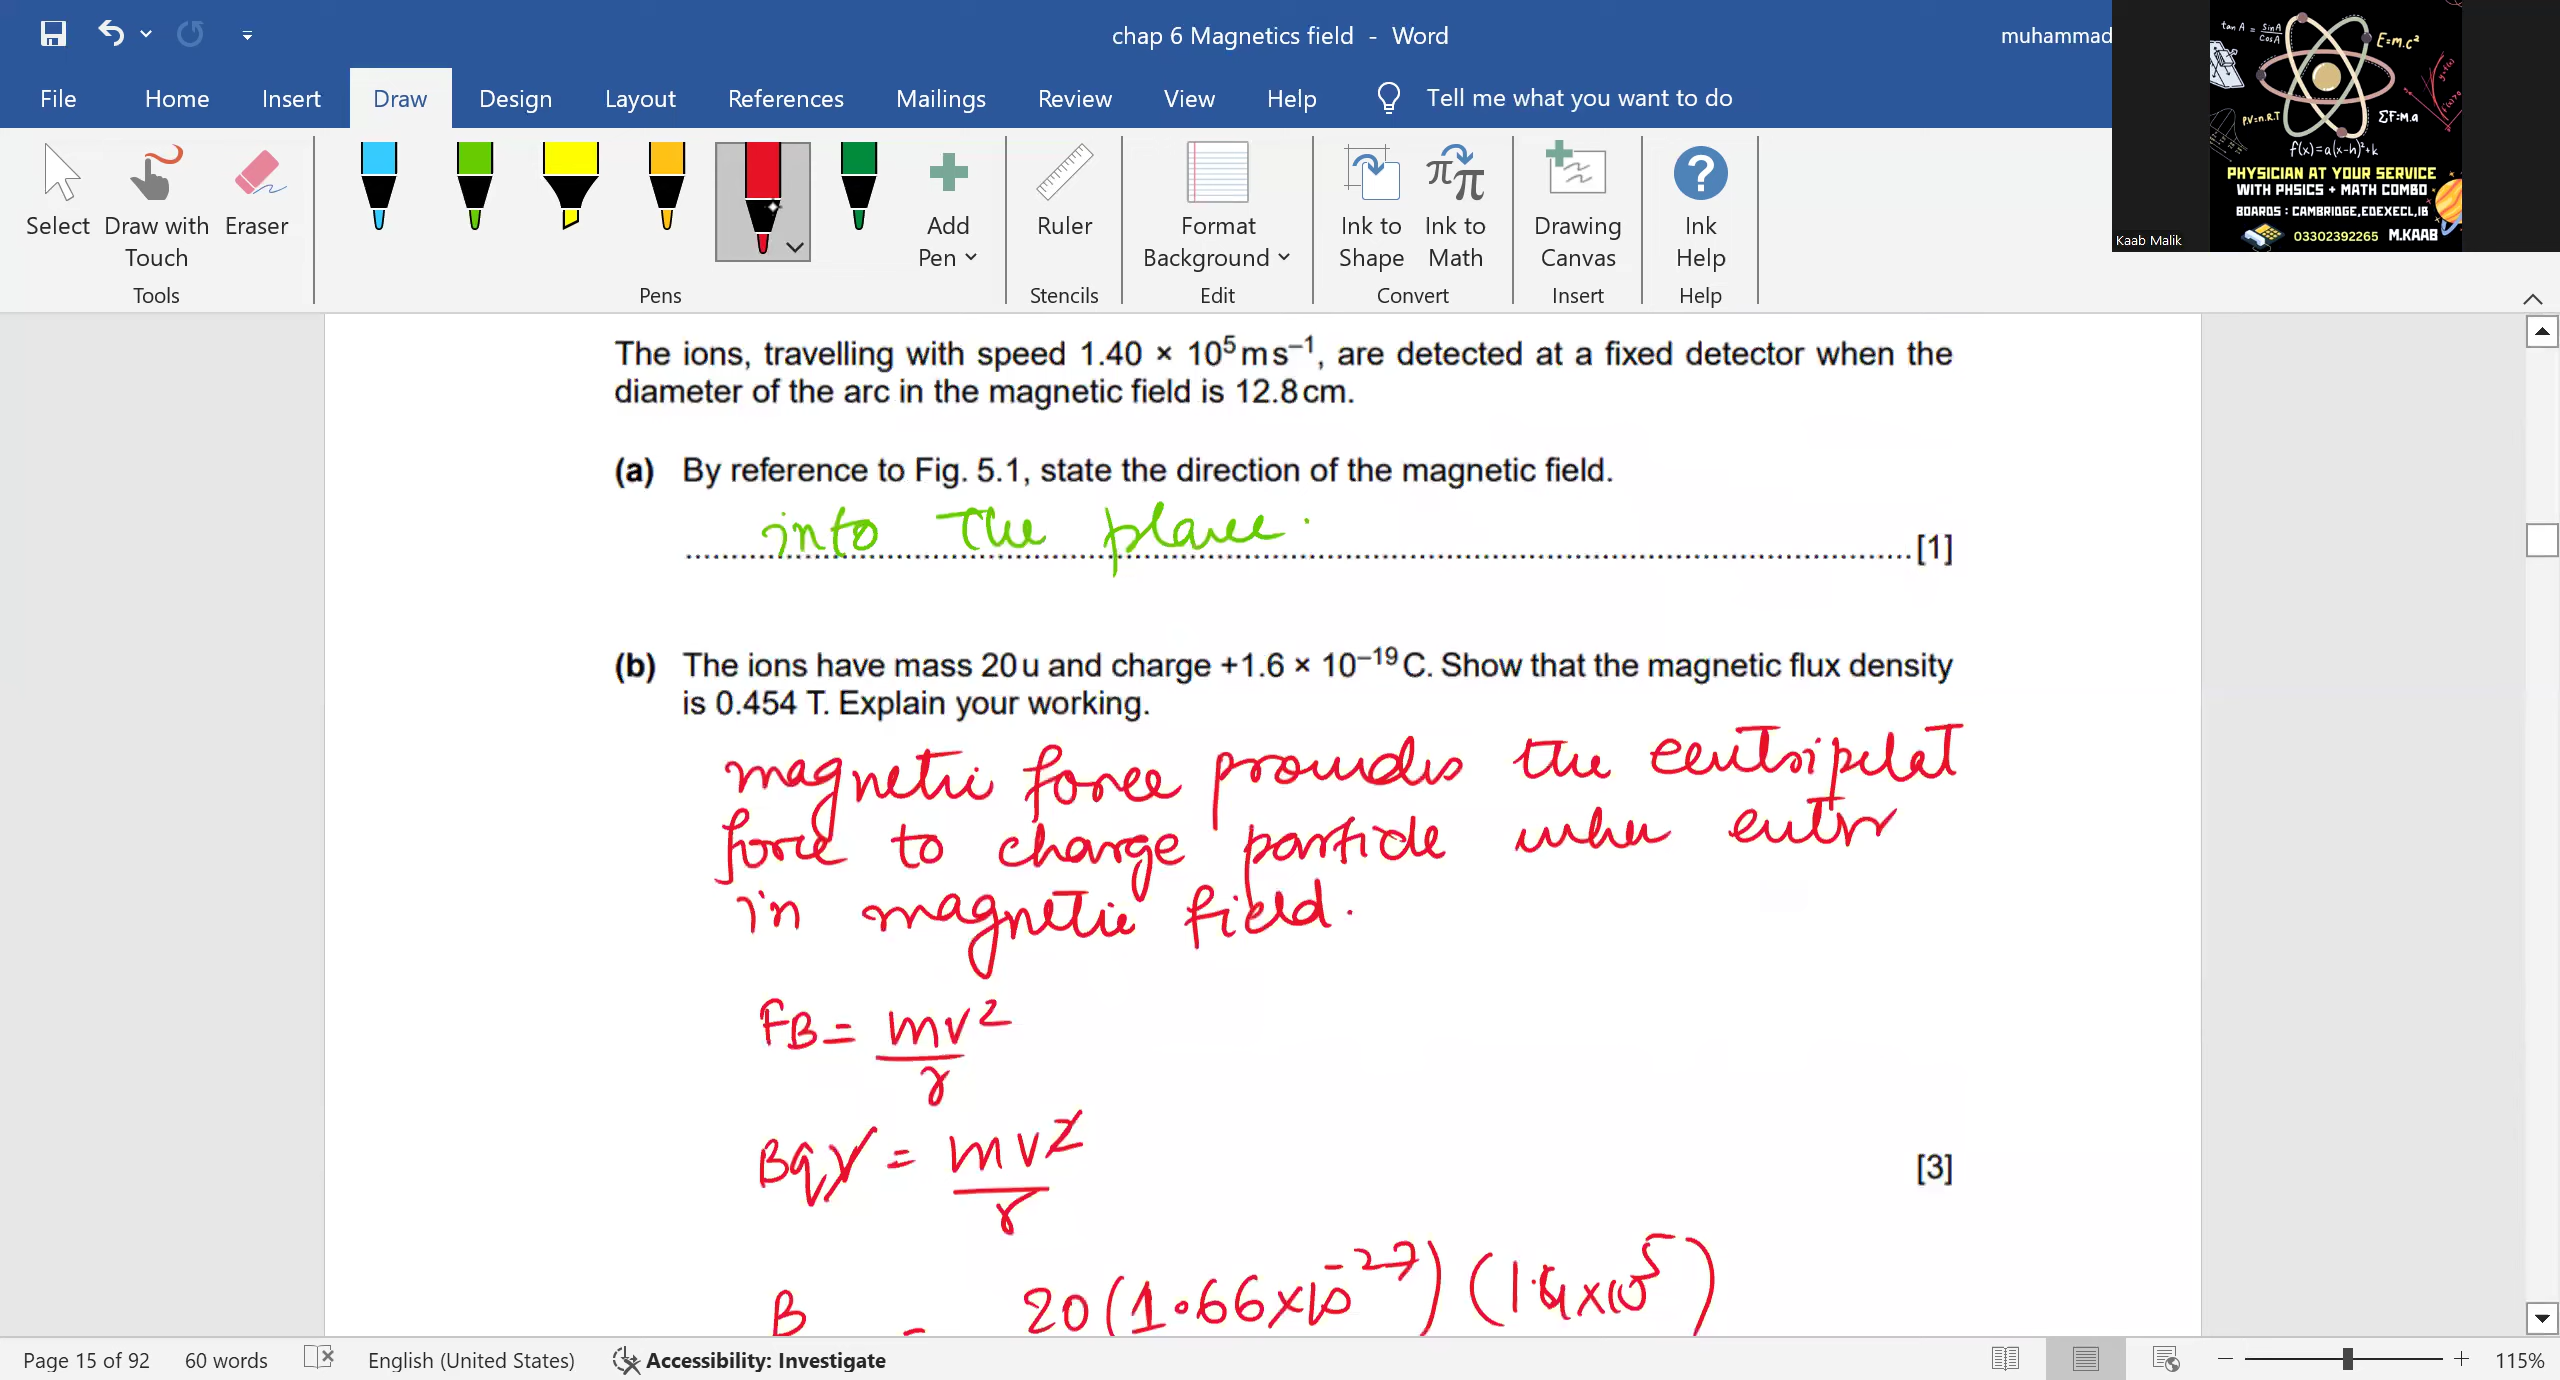 chap 6 Magnetics field - Word
muhammad
File Home Insert Draw Design Layout References Mailings Review View Help Tell me what you want to do
Select Draw with Touch Eraser
Add Pen
Ruler
Format Background
Ink to Shape Ink to Math
Drawing Canvas
Ink Help
Tools Pens Stencils Edit Convert Insert Help
tan A = SinA/CosA
E=m.c²
P.V=n.R.T
ΣF=M.a
f(x)=a(x-h)²+k
PHYSICIAN AT YOUR SERVICE
WITH PHSICS + MATH COMBO
BOARDS : CAMBRIDGE,EDEXECL,IB
03302392265 M.KAAB
Kaab Malik
The ions, travelling with speed 1.40 × 10⁵ m s⁻¹, are detected at a fixed detector when the
diameter of the arc in the magnetic field is 12.8 cm.
(a) By reference to Fig. 5.1, state the direction of the magnetic field.
into the plane.
[1]
(b) The ions have mass 20 u and charge +1.6 × 10⁻¹⁹ C. Show that the magnetic flux density
is 0.454 T. Explain your working.
magnetic force provides the centripelat
force to charge particle when enter
in magnetic field.
FB = mv²/r
Bqv = mv²/r
[3]
B = 20(1.66×10⁻²⁷)(1.4×10⁵)
Page 15 of 92 60 words English (United States) Accessibility: Investigate 115%